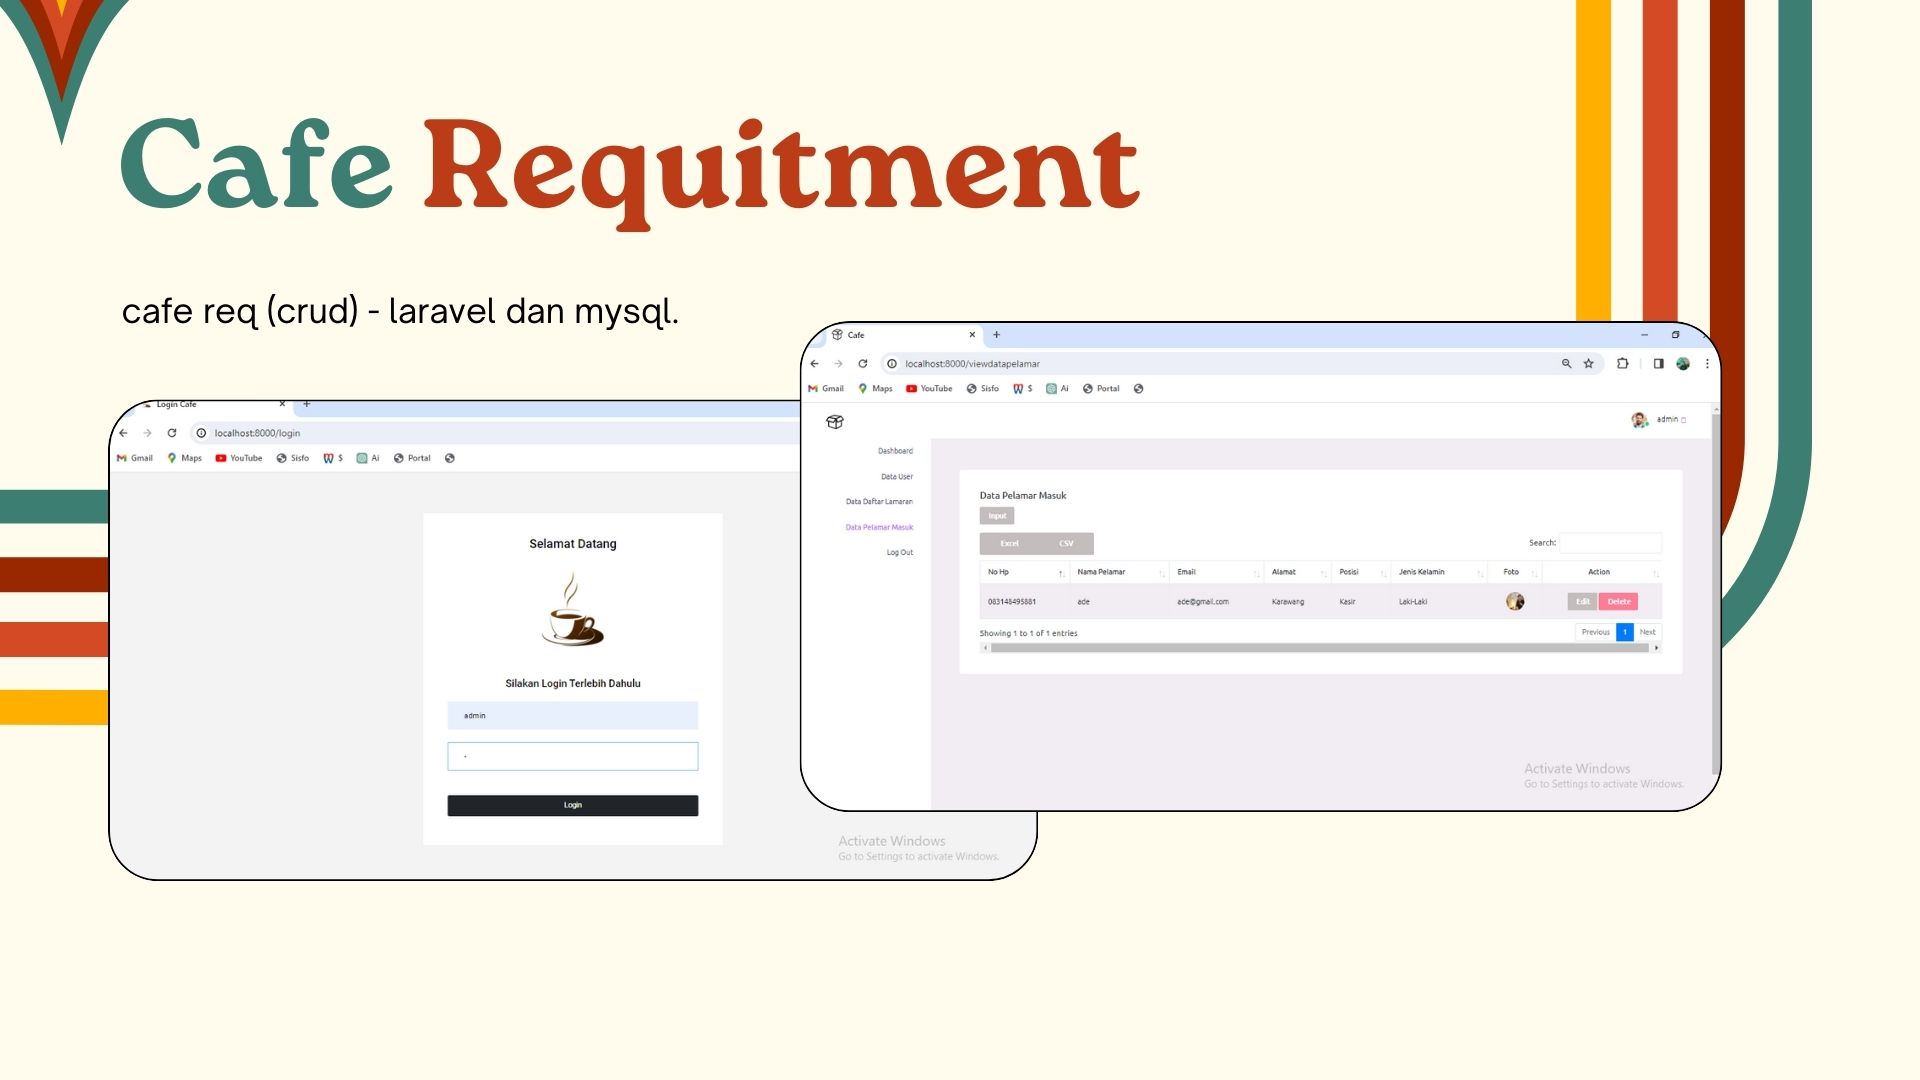 Cafe Requitment
cafe req (crud) - laravel dan mysql.
Login Cafe
localhost:8000/login
Gmail Maps YouTube Sisfo $ Ai Portal
Selamat Datang
Silakan Login Terlebih Dahulu
admin
Login
Activate Windows
Go to Settings to activate Windows.
Cafe
localhost:8000/viewdatapelamar
Gmail Maps YouTube Sisfo $ Ai Portal
admin
Dashboard
Data User
Data Daftar Lamaran
Data Pelamar Masuk
Log Out
Data Pelamar Masuk
Input
Excel CSV
Search:
No Hp Nama Pelamar Email Alamat Posisi Jenis Kelamin Foto Action
083148495881 ade ade@gmail.com Karawang Kasir Laki-Laki Edit Delete
Showing 1 to 1 of 1 entries
Previous 1 Next
Activate Windows
Go to Settings to activate Windows.